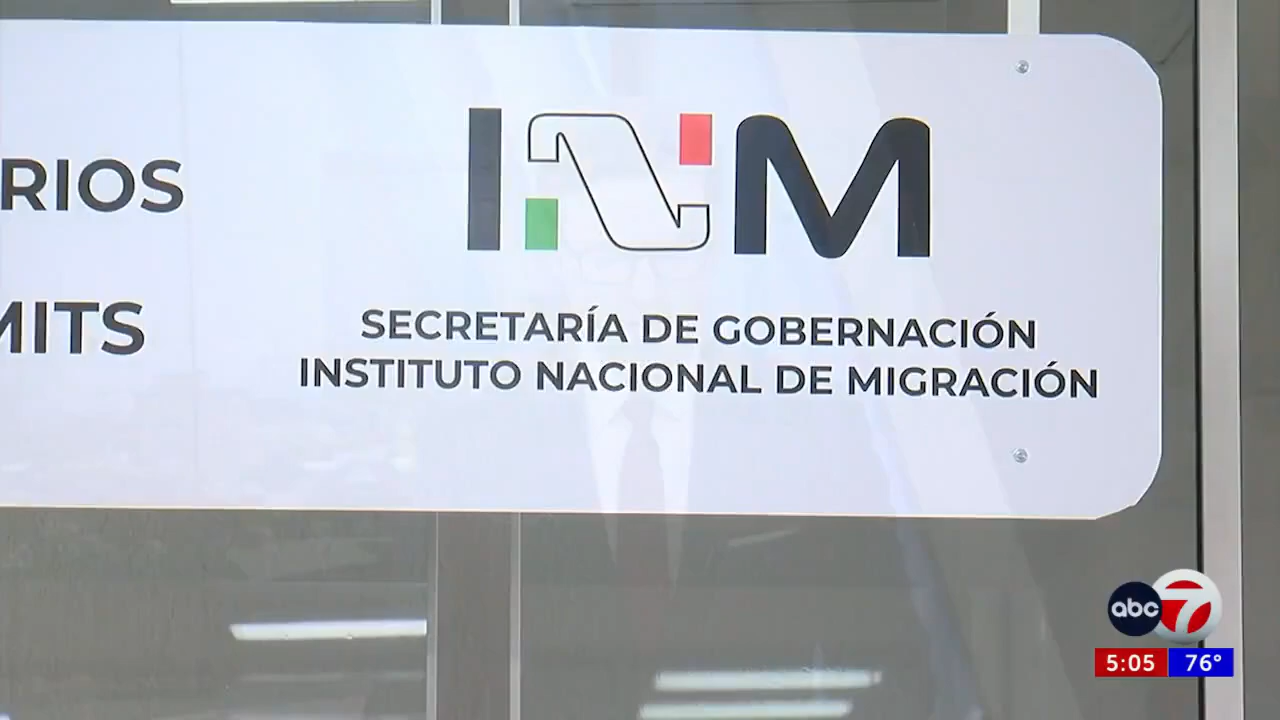 RIOS
MITS
INM
SECRETARÍA DE GOBERNACIÓN
INSTITUTO NACIONAL DE MIGRACIÓN
abc 7
5:05 76°